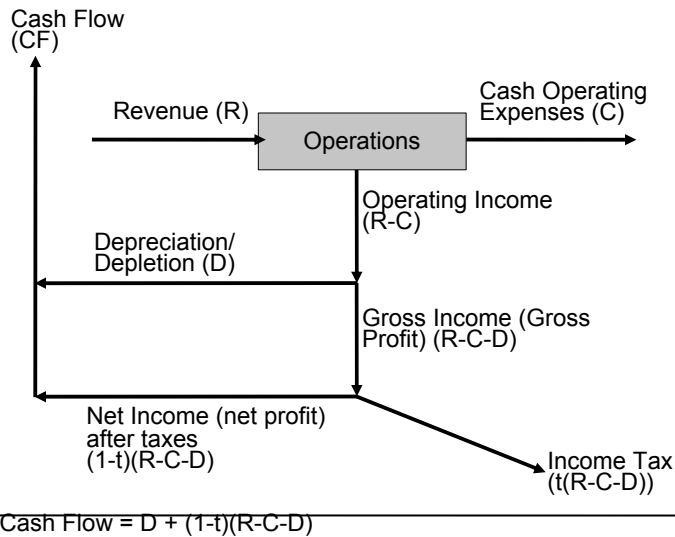 Cash Flow
(CF)
Revenue (R)
Operations
Cash Operating
Expenses (C)
Operating Income
(R-C)
Depreciation/
Depletion (D)
Gross Income (Gross
Profit) (R-C-D)
Net Income (net profit)
after taxes
(1-t)(R-C-D)
Income Tax
(t(R-C-D))
Cash Flow = D + (1-t)(R-C-D)